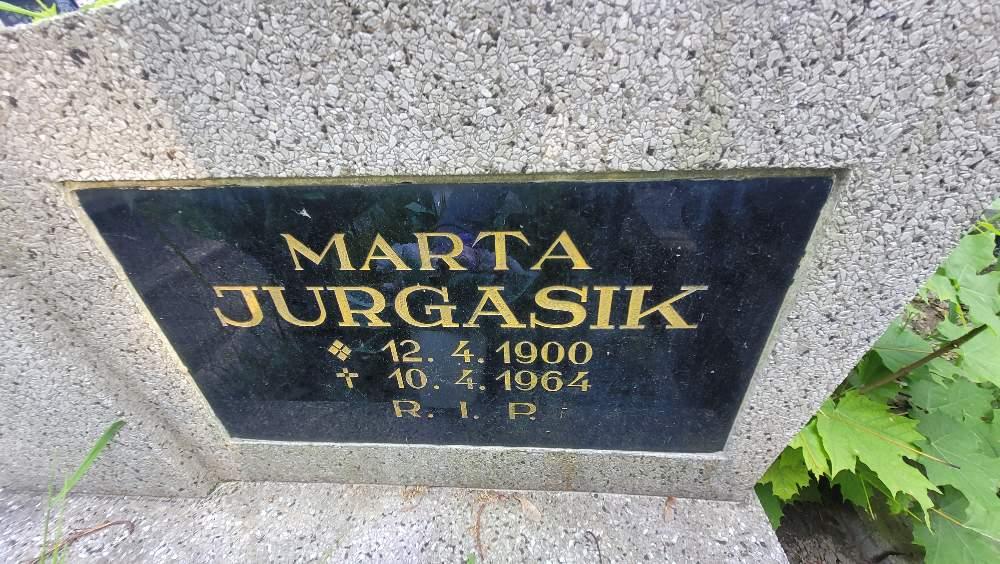 MARTA
JURGASIK
❖ 12. 4. 1900
✝ 10. 4. 1964
R. I. P.